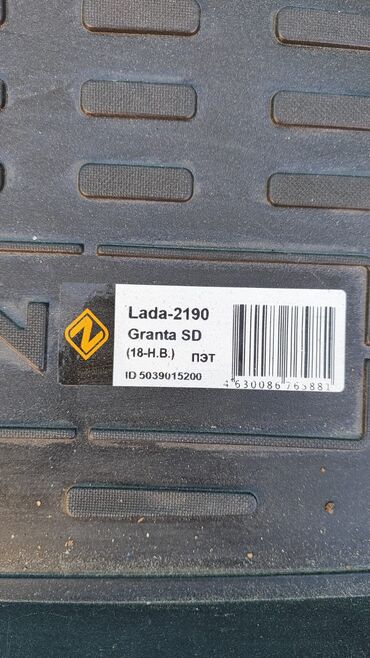 Lada-2190
Granta SD
(18-Н.В.) ПЭТ
ID 5039015200
4 630086 765881